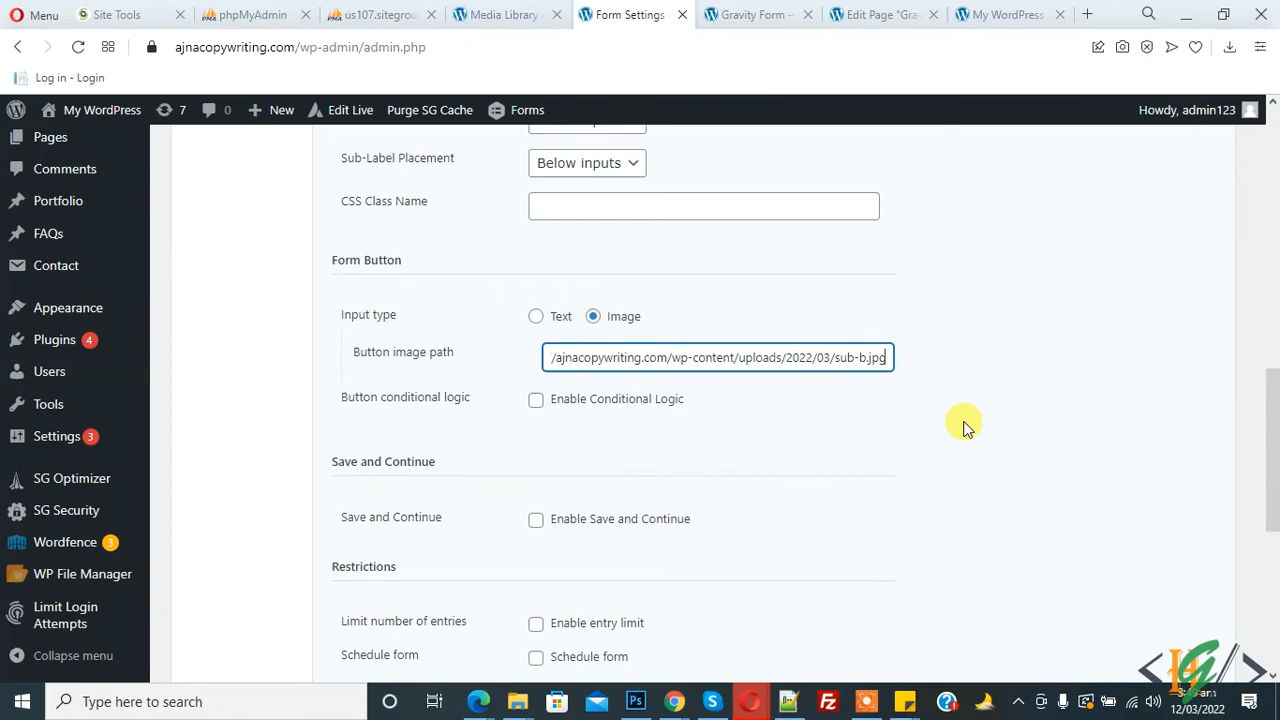 Menu
Site Tools
phpMyAdmin
us107.sitegroun
Media Library
Form Settings
Gravity Form –
Edit Page "Grav
My WordPress
ajnacopywriting.com/wp-admin/admin.php
Log in - Login
My WordPress
7
0
New
Edit Live
Purge SG Cache
Forms
Howdy, admin123
Pages
Comments
Portfolio
FAQs
Contact
Appearance
Plugins 4
Users
Tools
Settings 3
SG Optimizer
SG Security
Wordfence 3
WP File Manager
Limit Login
Attempts
Collapse menu
Sub-Label Placement
Below inputs
CSS Class Name
Form Button
Input type
Text
Image
Button image path
/ajnacopywriting.com/wp-content/uploads/2022/03/sub-b.jpg
Button conditional logic
Enable Conditional Logic
Save and Continue
Save and Continue
Enable Save and Continue
Restrictions
Limit number of entries
Enable entry limit
Schedule form
Schedule form
Type here to search
12/03/2022